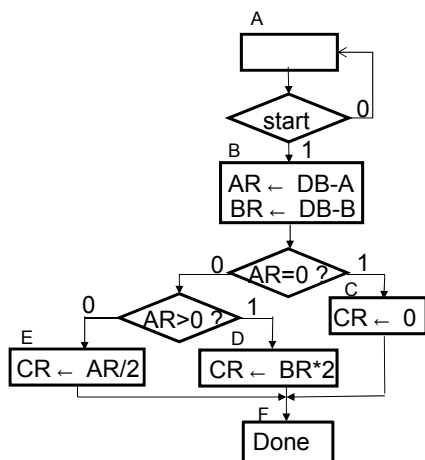 A
start
0
1
B
AR ← DB-A
BR ← DB-B
0
AR=0 ?
1
C
CR ← 0
0
AR>0 ?
1
E
CR ← AR/2
D
CR ← BR*2
F
Done